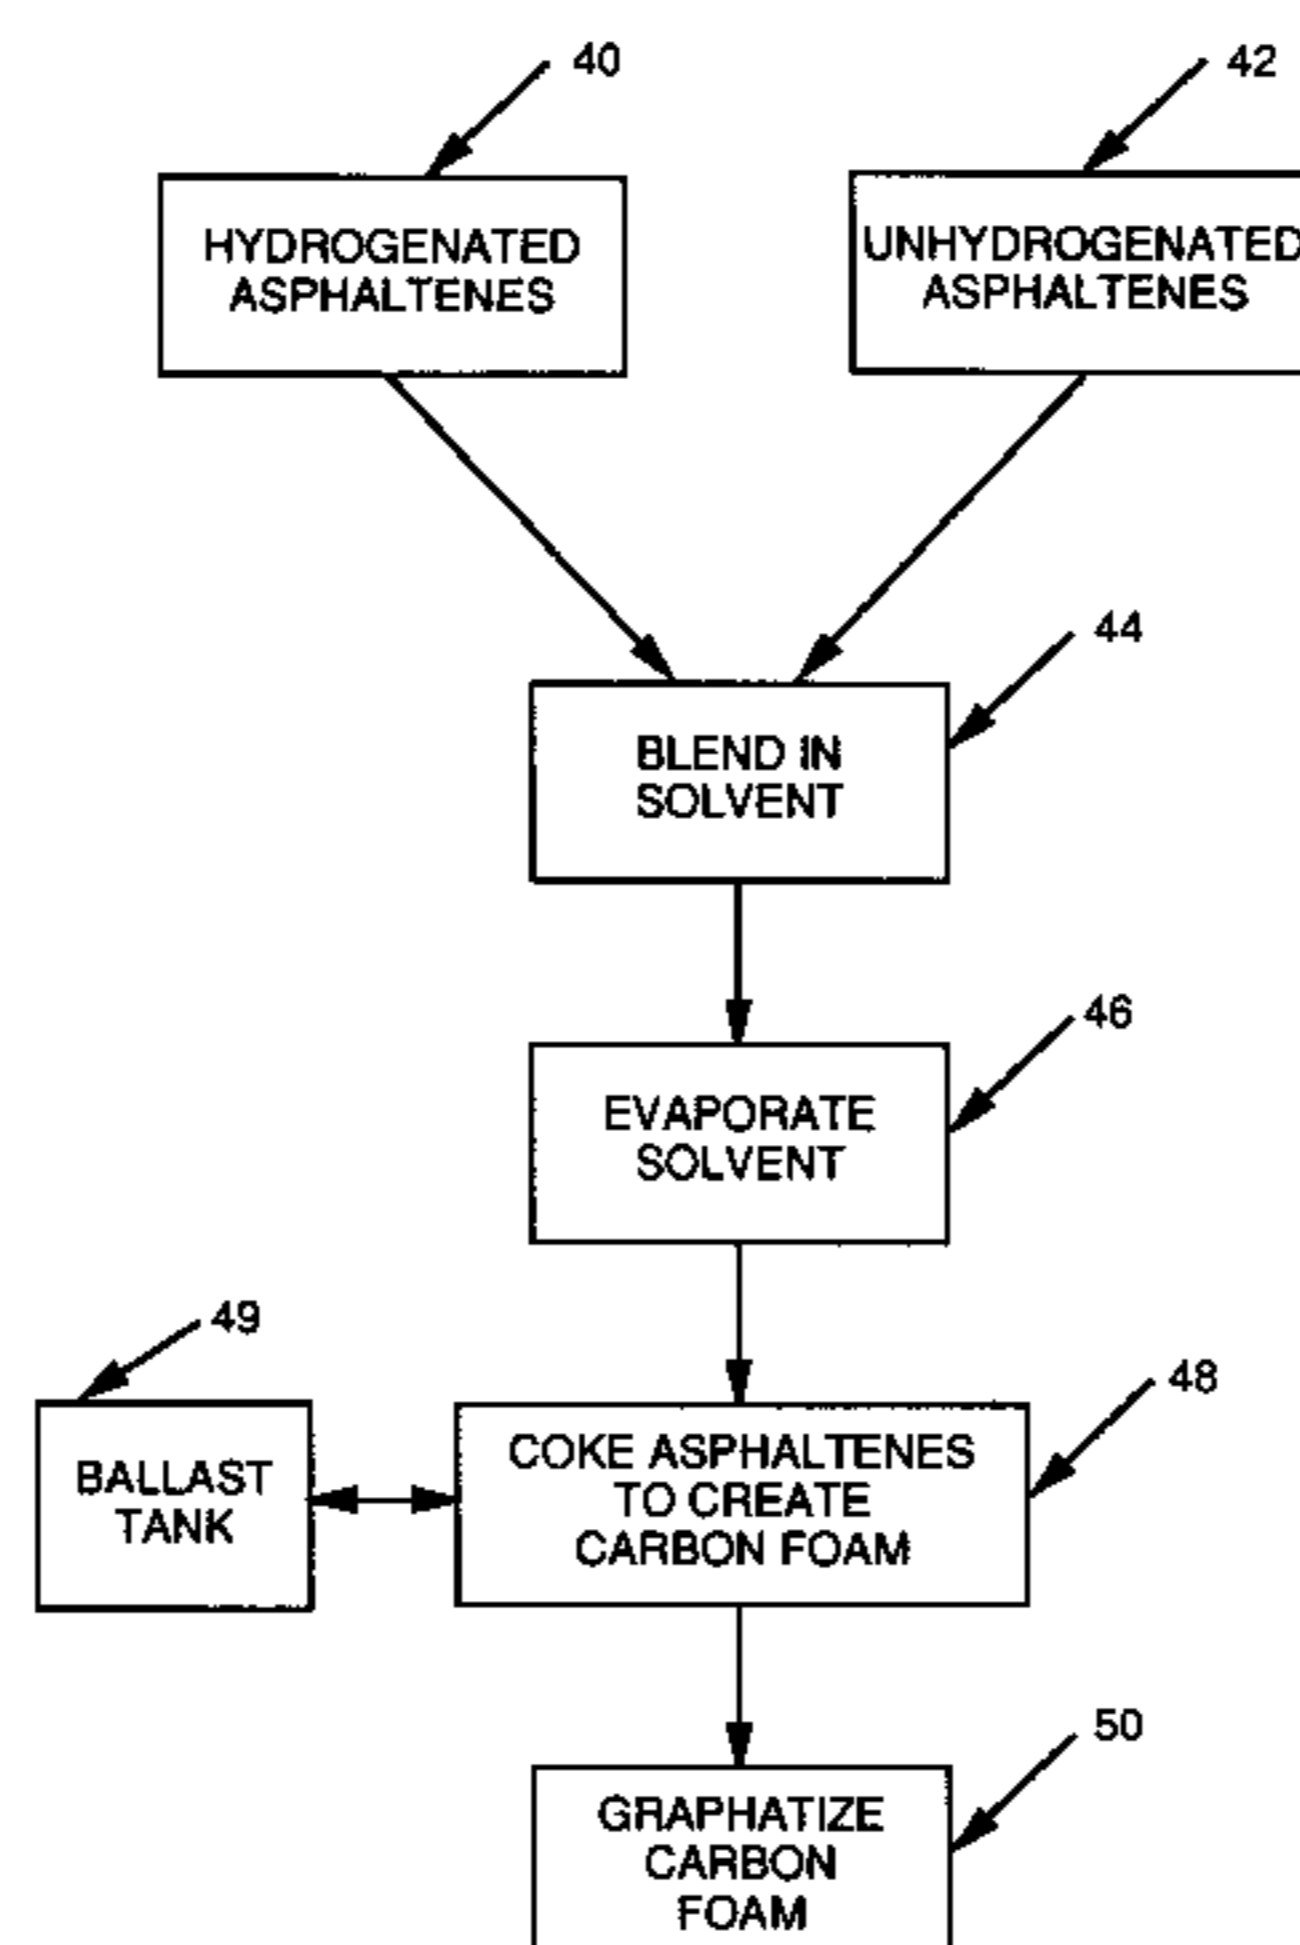 40
42
HYDROGENATED
ASPHALTENES
UNHYDROGENATED
ASPHALTENES
44
BLEND IN
SOLVENT
46
EVAPORATE
SOLVENT
49
48
BALLAST
TANK
COKE ASPHALTENES
TO CREATE
CARBON FOAM
50
GRAPHATIZE
CARBON
FOAM